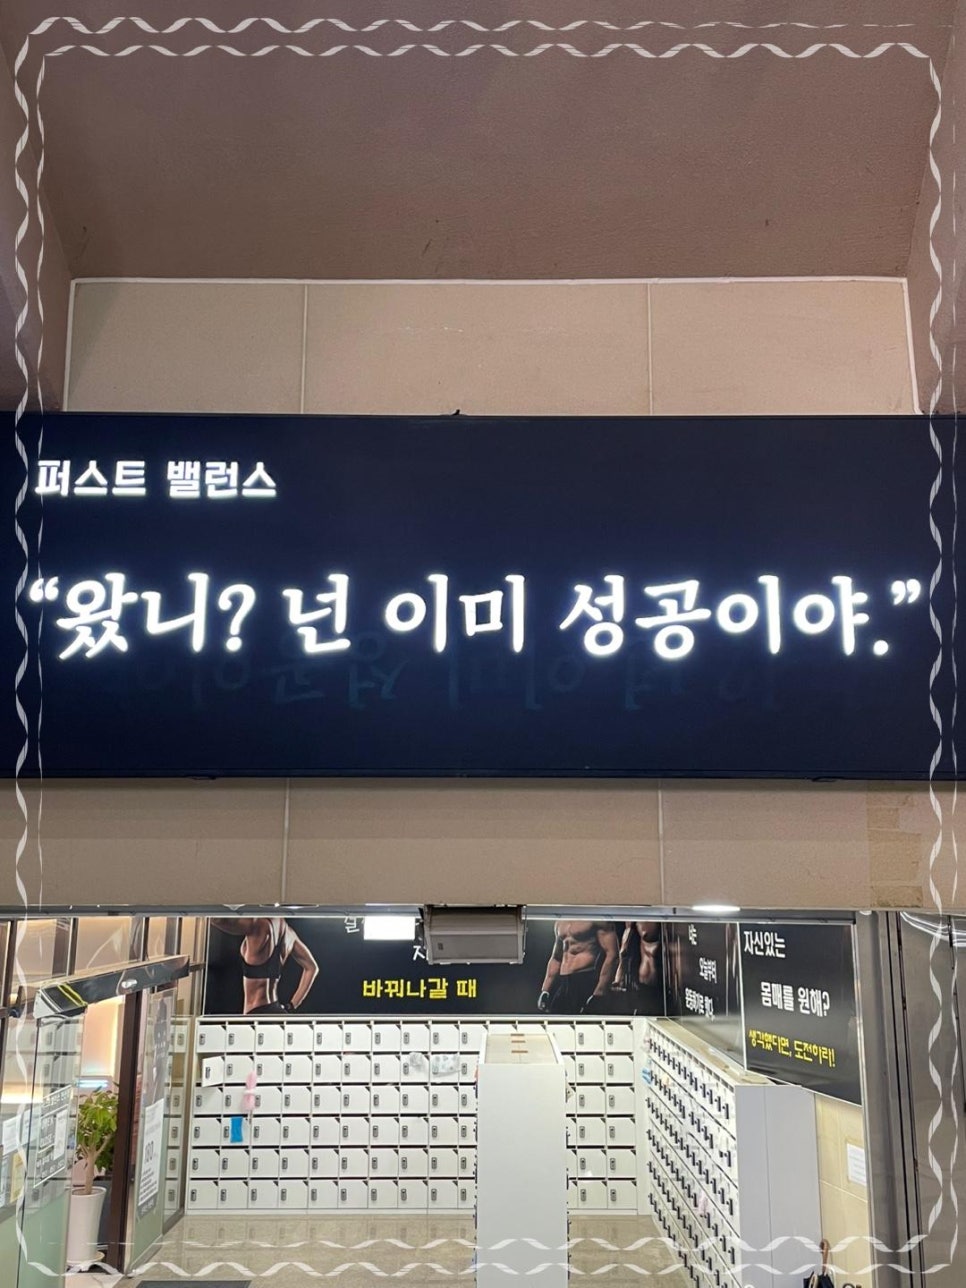 퍼스트 밸런스
“왔니? 넌 이미 성공이야.”
바뀌나갈 때
자신있는
몸매를 원해?
생각했다면, 도전하라!